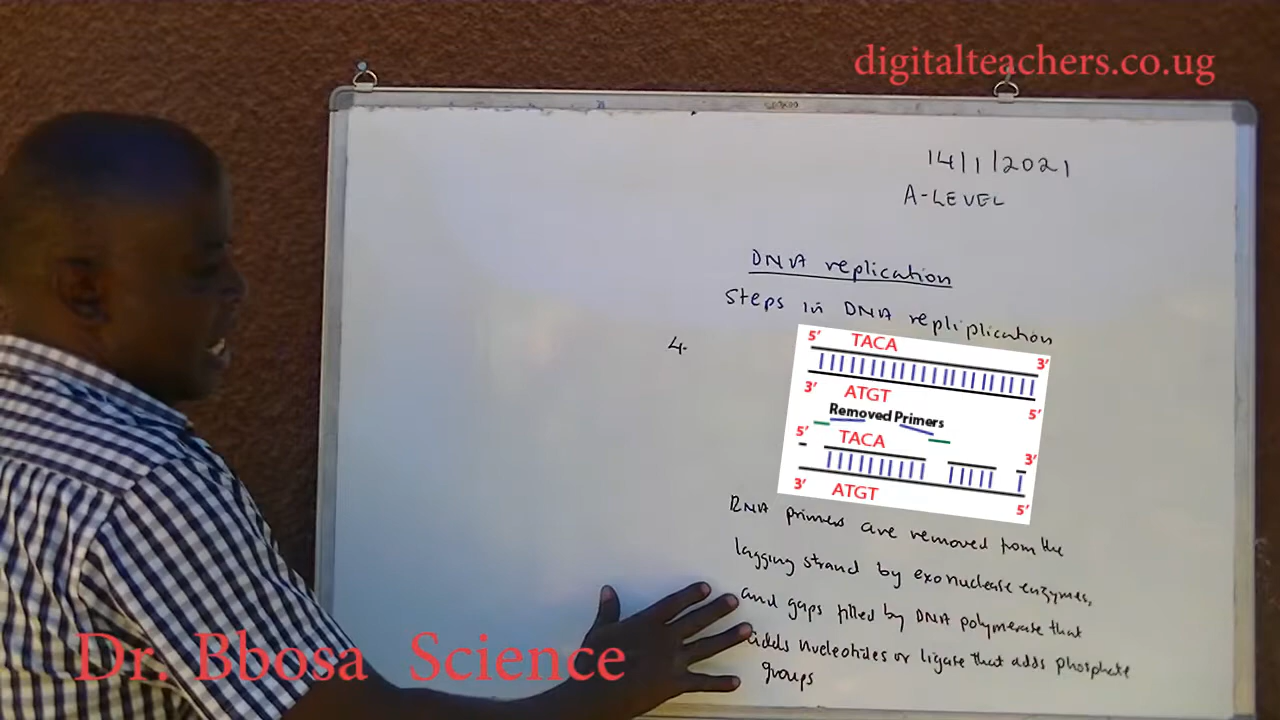 digitalteachers.co.ug
14/1/2021
A-LEVEL
DNA replication
Steps in DNA repliplication
4.
5' TACA 3'
3' ATGT 5'
Removed Primers
5' TACA 3'
3' ATGT 5'
RNA primers are removed from the
lagging strand by exonuclease enzymes,
and gaps filled by DNA polymerase that
adds nucleotides or ligase that adds phosphate
groups
Dr. Bbosa Science